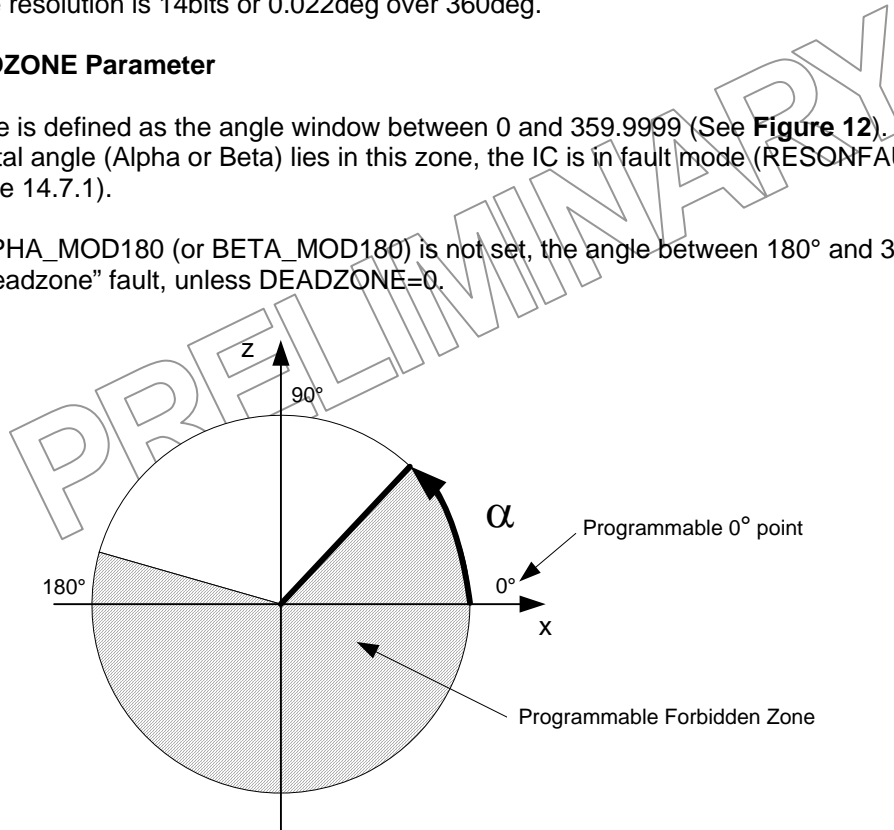 resolution is 14bits or 0.022deg over 360deg.
ZONE Parameter
is defined as the angle window between 0 and 359.9999 (See Figure 12).
angle (Alpha or Beta) lies in this zone, the IC is in fault mode (RESONFAU
14.7.1).
PHA_MOD180 (or BETA_MOD180) is not set, the angle between 180° and 3
eadzone” fault, unless DEADZONE=0.
PRELIMINARY
z
90°
α
Programmable 0° point
180°
0°
x
Programmable Forbidden Zone